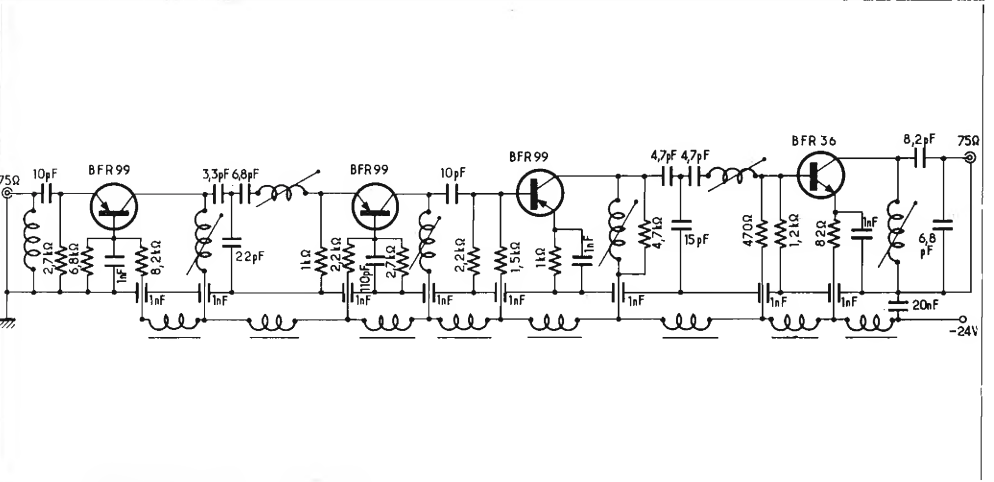 75Ω
10pF
BFR99
2,7kΩ
6,8kΩ
1nF
8,2kΩ
1nF
3,3pF 6,8pF
22pF
1nF
1kΩ
2,2kΩ
1nF
BFR99
110pF
2,7kΩ
1nF
10pF
2,2kΩ
1,5kΩ
1nF
BFR99
1kΩ
1nF
1nF
4,7kΩ
4,7pF 4,7pF
15pF
470Ω
1nF
1,2kΩ
BFR36
82Ω
1nF
1nF
8,2pF
75Ω
6,8
pF
20nF
-24V